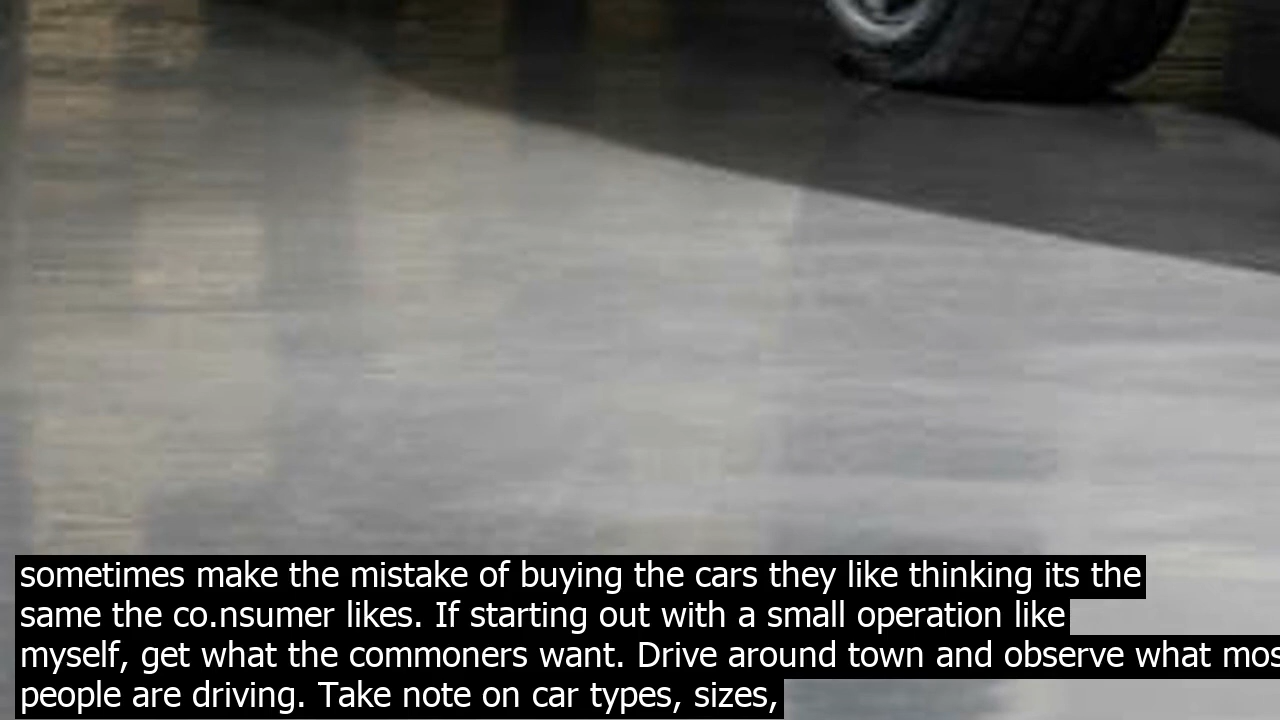 sometimes make the mistake of buying the cars they like thinking its the
same the co.nsumer likes. If starting out with a small operation like
myself, get what the commoners want. Drive around town and observe what mos
people are driving. Take note on car types, sizes,